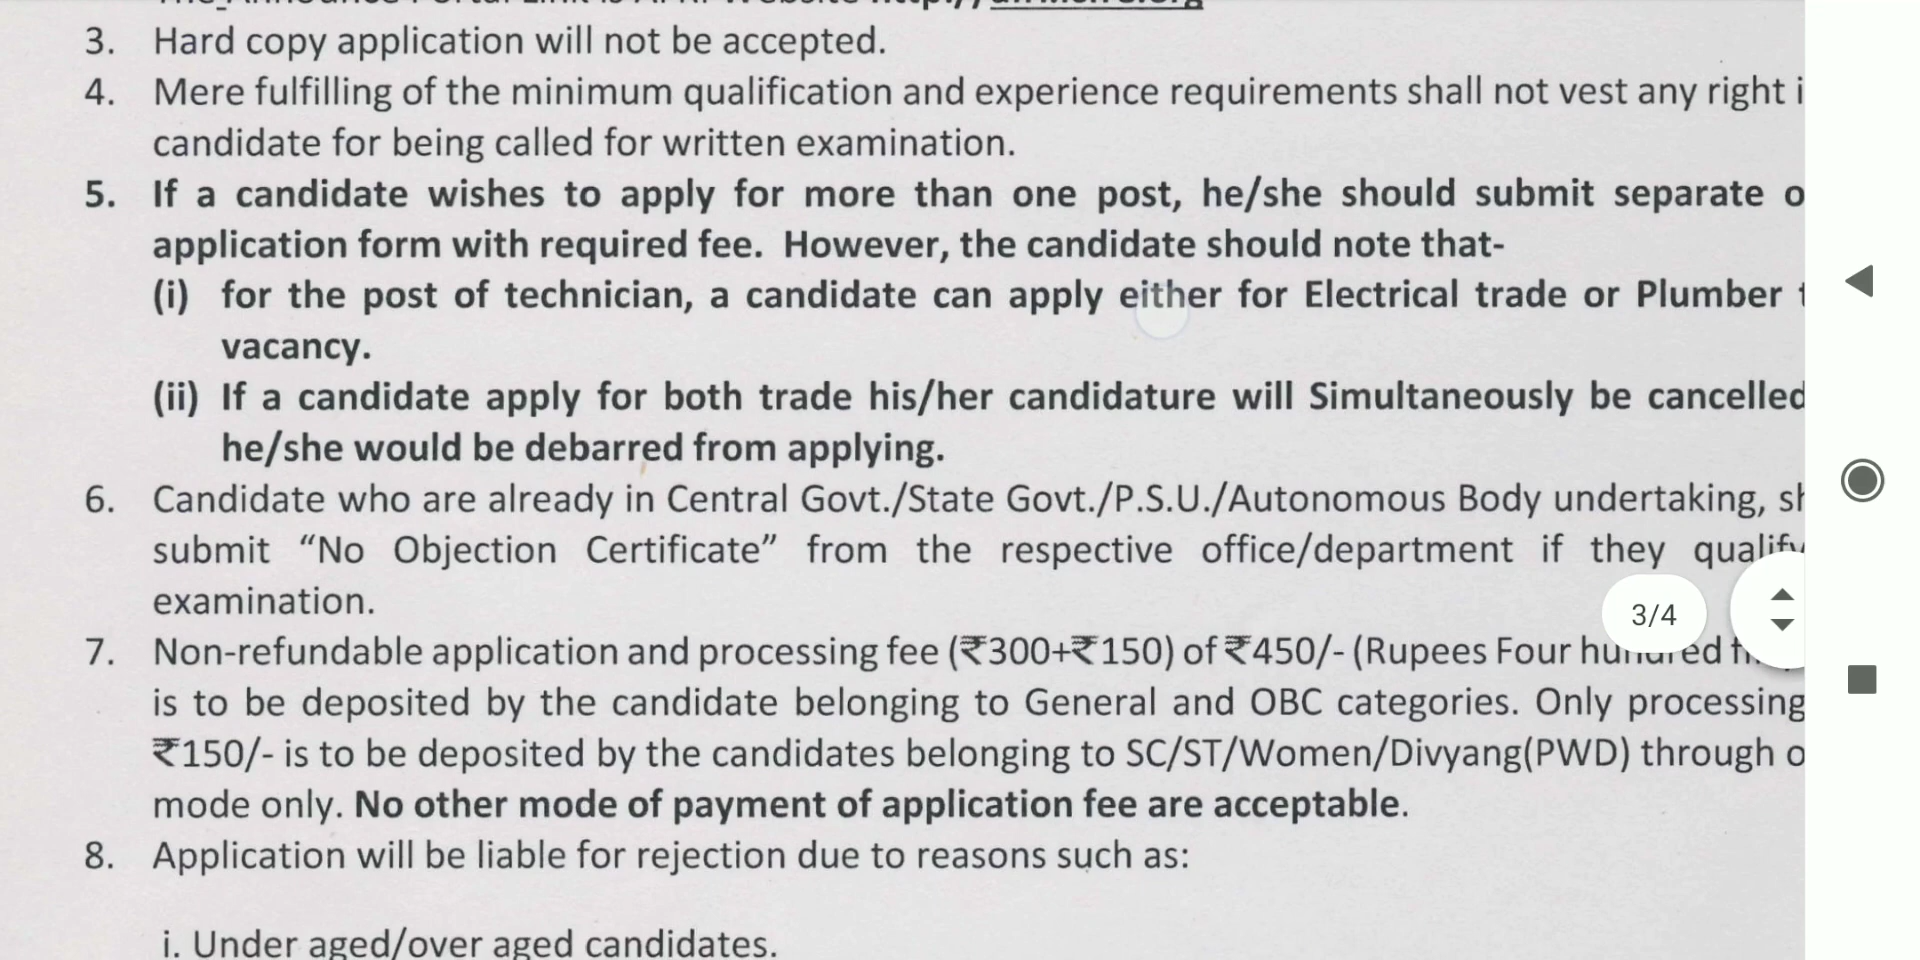 3. Hard copy application will not be accepted.
4. Mere fulfilling of the minimum qualification and experience requirements shall not vest any right
candidate for being called for written examination.
5. If a candidate wishes to apply for more than one post, he/she should submit separate
application form with required fee. However, the candidate should note that-
(i) for the post of technician, a candidate can apply either for Electrical trade or Plumber
vacancy.
(ii) If a candidate apply for both trade his/her candidature will Simultaneously be cancelled
he/she would be debarred from applying.
6. Candidate who are already in Central Govt./State Govt./P.S.U./Autonomous Body undertaking,
submit “No Objection Certificate” from the respective office/department if they qualify
examination.
3/4
7. Non-refundable application and processing fee (₹300+₹150) of ₹450/- (Rupees Four hundred
is to be deposited by the candidate belonging to General and OBC categories. Only processing
₹150/- is to be deposited by the candidates belonging to SC/ST/Women/Divyang(PWD) through
mode only. No other mode of payment of application fee are acceptable.
8. Application will be liable for rejection due to reasons such as:
i. Under aged/over aged candidates.